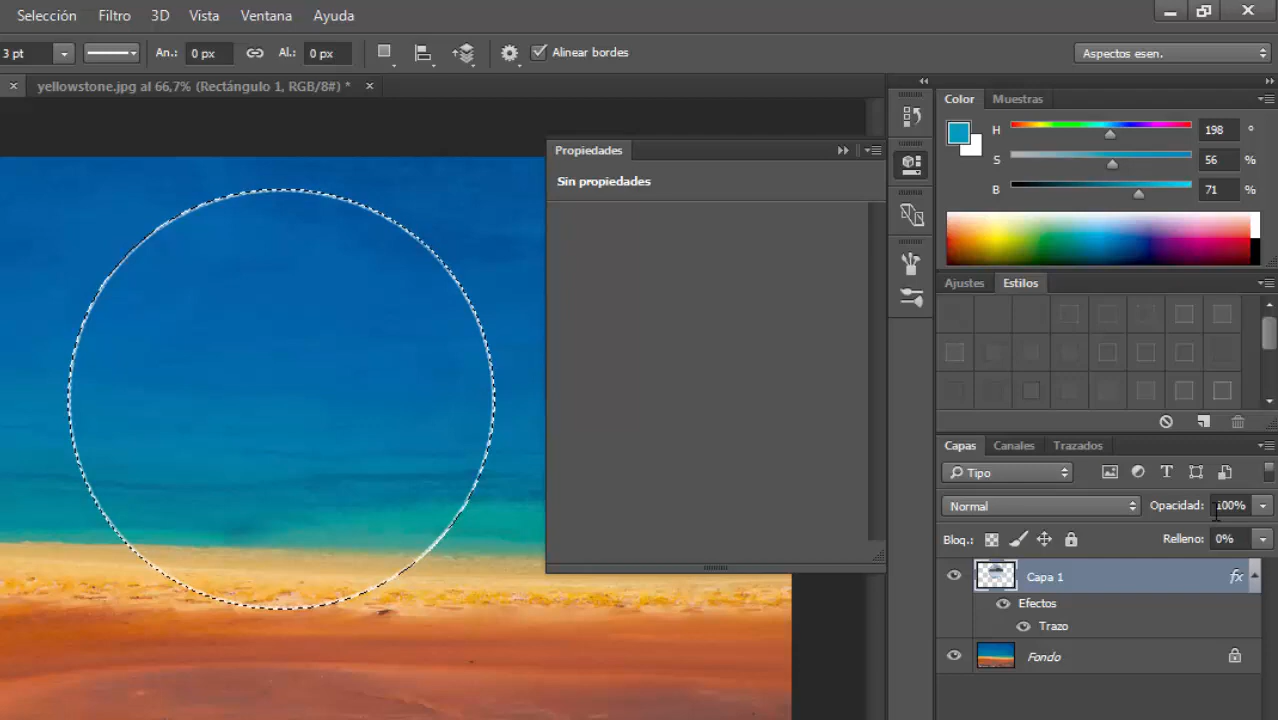 Selección Filtro 3D Vista Ventana Ayuda
3 pt An.: 0 px Al.: 0 px Alinear bordes Aspectos esen.
× yellowstone.jpg al 66,7% (Rectángulo 1, RGB/8#) * ×
Color Muestras
H 198 °
S 56 %
B 71 %
Propiedades
Sin propiedades
Ajustes Estilos
Capas Canales Trazados
Tipo
Normal Opacidad: 100%
Bloq.: Relleno: 0%
Capa 1 fx
Efectos
Trazo
Fondo